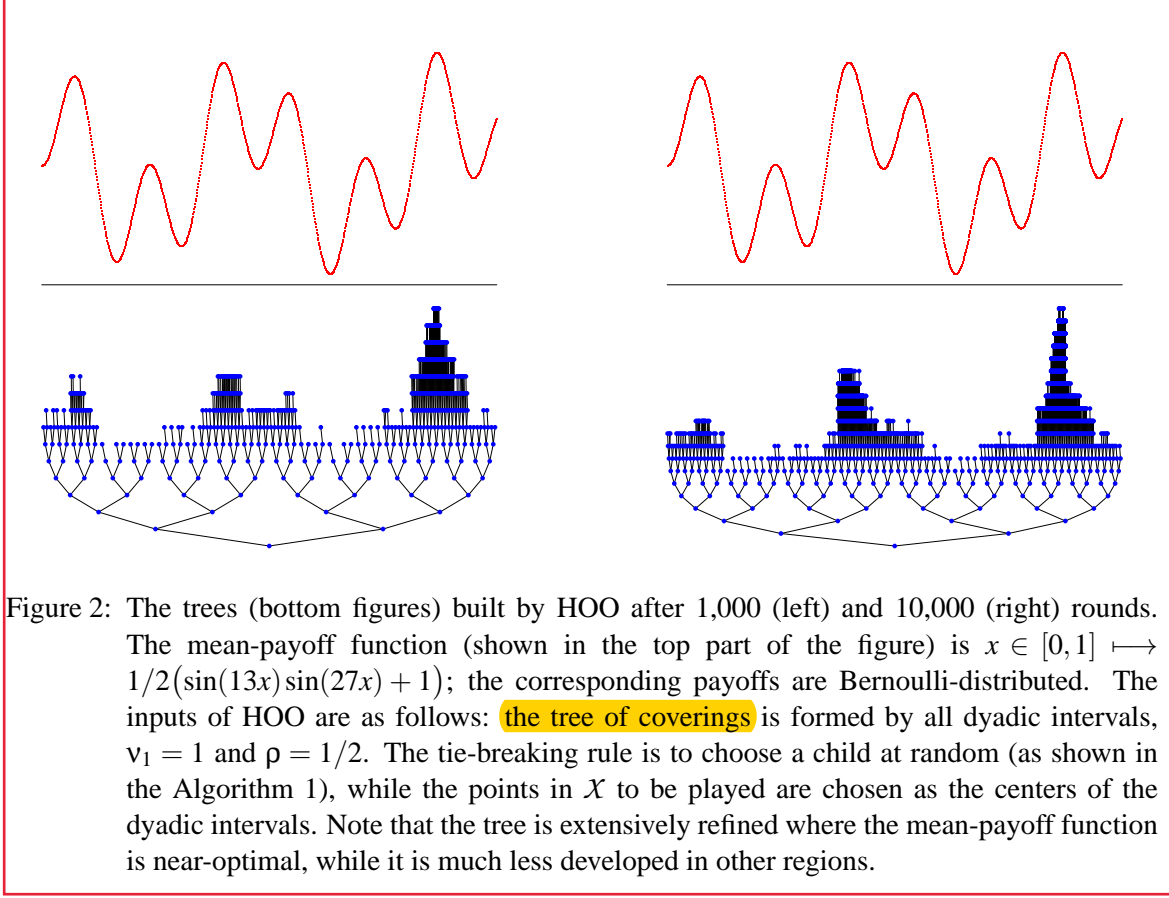 Figure 2: The trees (bottom figures) built by HOO after 1,000 (left) and 10,000 (right) rounds.
The mean-payoff function (shown in the top part of the figure) is x ∈ [0,1] ⟼
1/2(sin(13x) sin(27x) + 1); the corresponding payoffs are Bernoulli-distributed. The
inputs of HOO are as follows: the tree of coverings is formed by all dyadic intervals,
ν₁ = 1 and ρ = 1/2. The tie-breaking rule is to choose a child at random (as shown in
the Algorithm 1), while the points in 𝒳 to be played are chosen as the centers of the
dyadic intervals. Note that the tree is extensively refined where the mean-payoff function
is near-optimal, while it is much less developed in other regions.